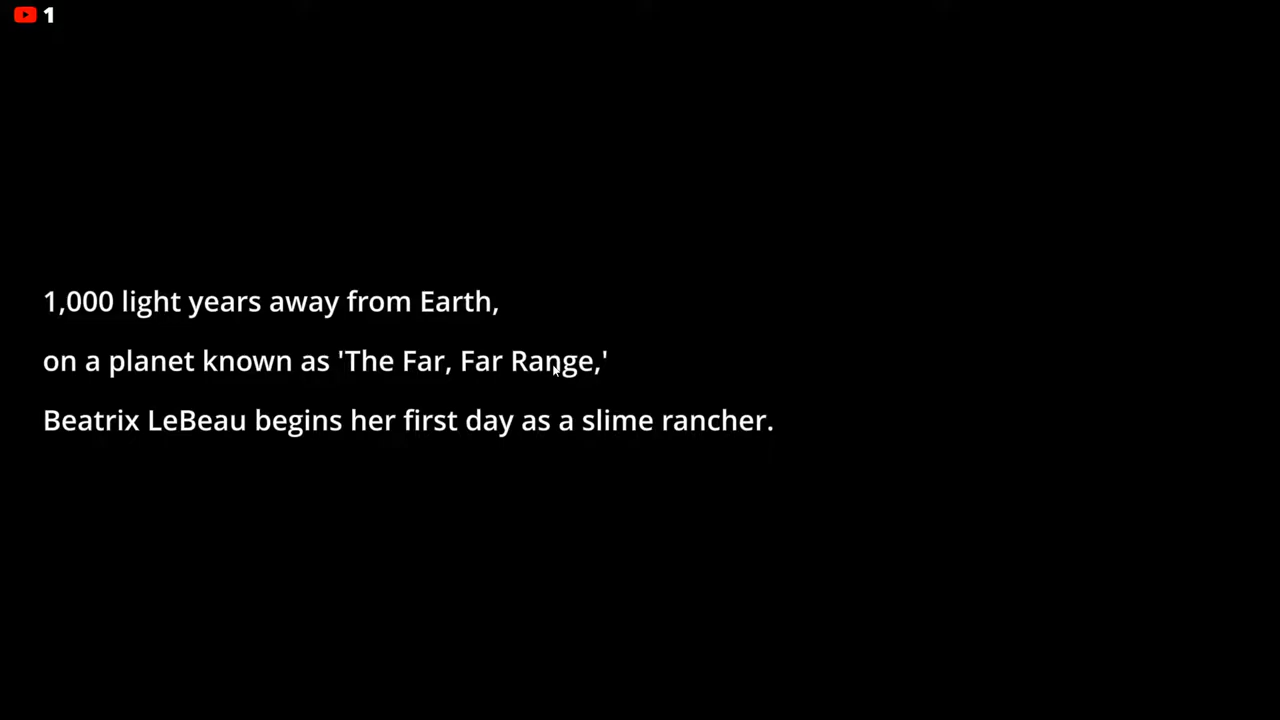 1
1,000 light years away from Earth,
on a planet known as 'The Far, Far Range,'
Beatrix LeBeau begins her first day as a slime rancher.